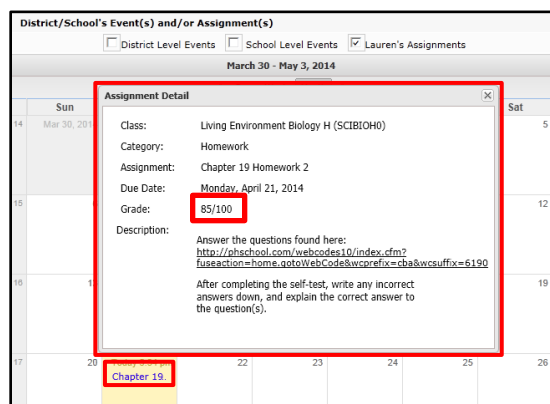 District/School's Event(s) and/or Assignment(s)
District Level Events School Level Events Lauren's Assignments
March 30 - May 3, 2014
Assignment Detail
Sun Sat
14 Mar 30, 201 5
Class: Living Environment Biology H (SCIBIOH0)
Category: Homework
Assignment: Chapter 19 Homework 2
Due Date: Monday, April 21, 2014
15 12
Grade: 85/100
Description:
Answer the questions found here:
http://phschool.com/webcodes10/index.cfm?
fuseaction=home.gotoWebCode&wcprefix=cba&wcsuffix=6190
16 1 19
After completing the self-test, write any incorrect
answers down, and explain the correct answer to
the question(s).
17 20 Today 22 23 24 25 26
Chapter 19.